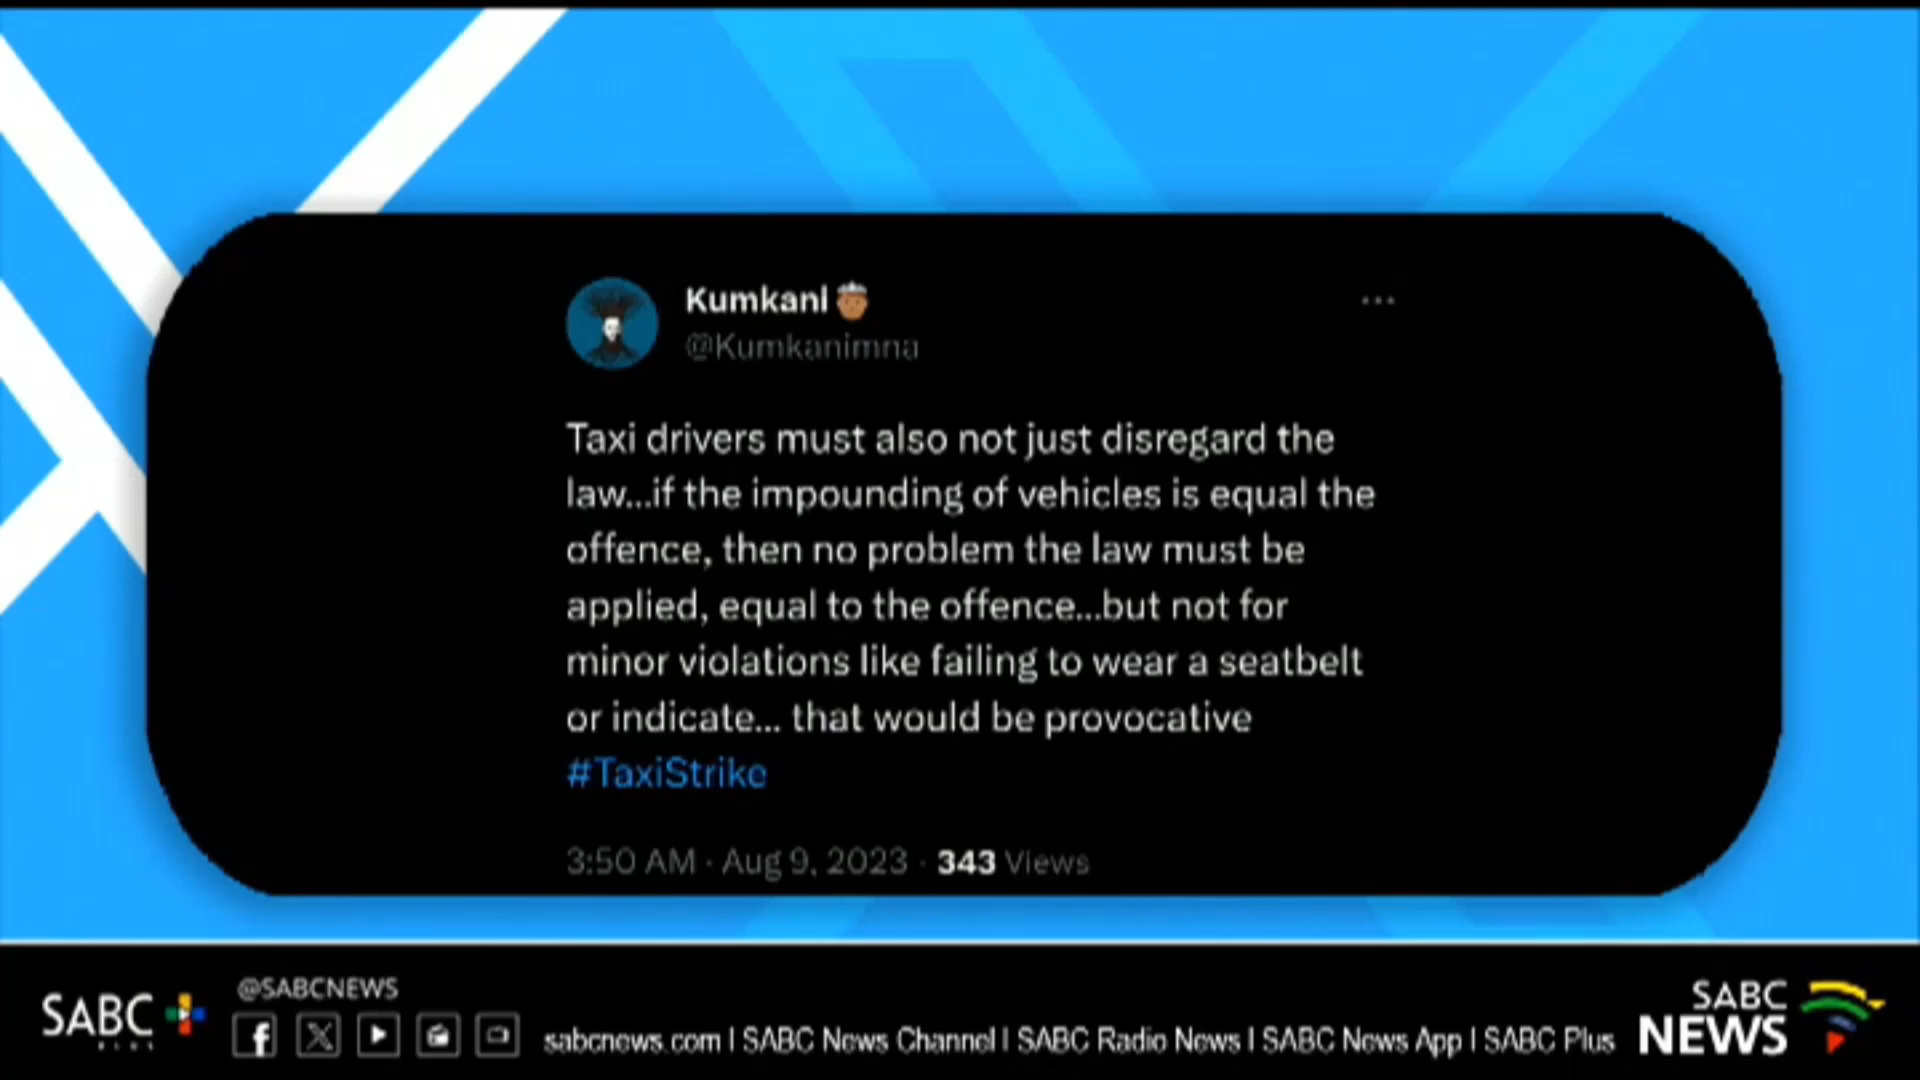 Kumkani
@Kumkanimna
Taxi drivers must also not just disregard the
law...if the impounding of vehicles is equal the
offence, then no problem the law must be
applied, equal to the offence...but not for
minor violations like failing to wear a seatbelt
or indicate... that would be provocative
#TaxiStrike
3:50 AM · Aug 9, 2023 · 343 Views
SABC
PLUS
@SABCNEWS
sabcnews.com | SABC News Channel | SABC Radio News | SABC News App | SABC Plus
SABC
NEWS